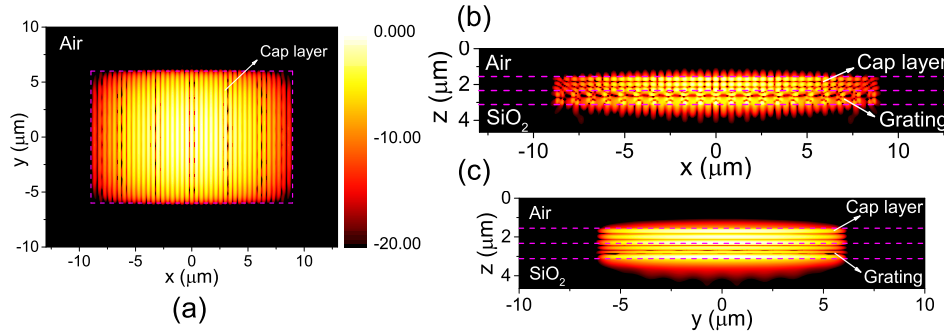 (a)
Air
Cap layer
10
5
0
-5
-10
y (μm)
-10 -5 0 5 10
x (μm)
0.000
-10.00
-20.00
(b)
Air
Cap layer
SiO2
Grating
0
2
4
z (μm)
-10 -5 0 5 10
x (μm)
(c)
Air
Cap layer
SiO2
Grating
0
2
4
z (μm)
-10 -5 0 5 10
y (μm)